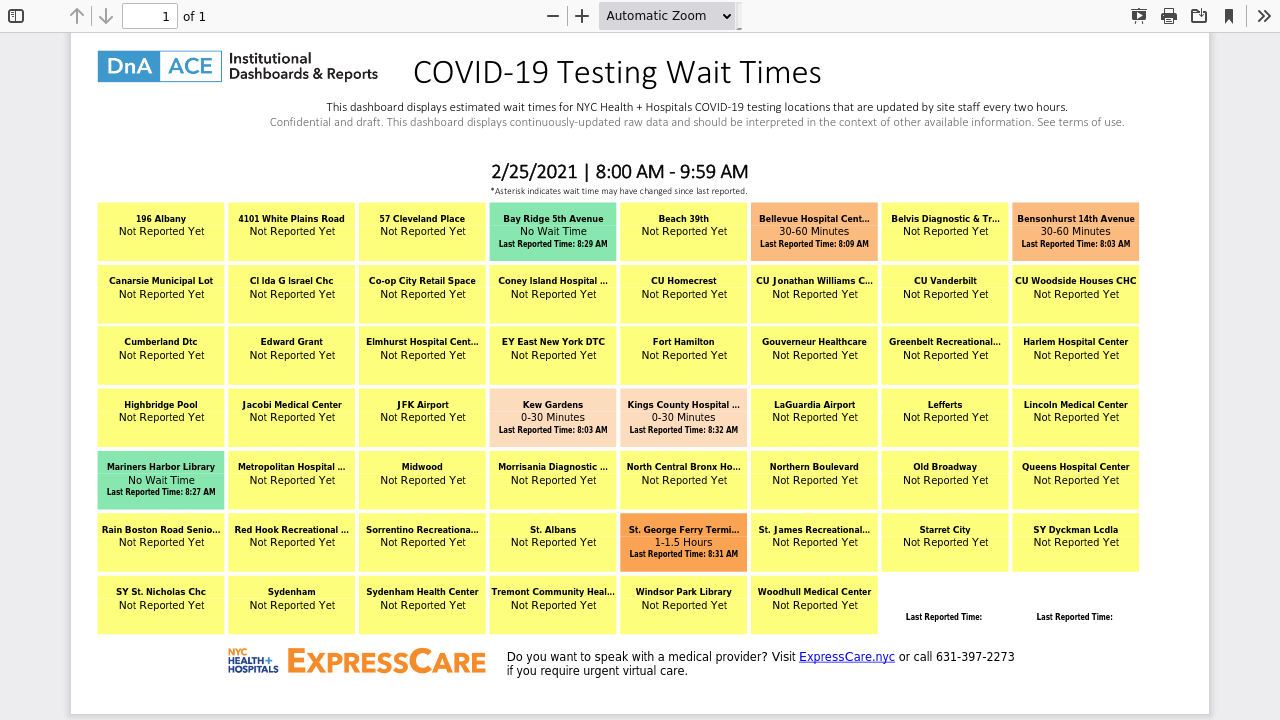 1 of 1
Automatic Zoom
DnA ACE Institutional Dashboards & Reports
COVID-19 Testing Wait Times
This dashboard displays estimated wait times for NYC Health + Hospitals COVID-19 testing locations that are updated by site staff every two hours.
Confidential and draft. This dashboard displays continuously-updated raw data and should be interpreted in the context of other available information. See terms of use.
2/25/2021 | 8:00 AM - 9:59 AM
*Asterisk indicates wait time may have changed since last reported.
196 Albany
Not Reported Yet
4101 White Plains Road
Not Reported Yet
57 Cleveland Place
Not Reported Yet
Bay Ridge 5th Avenue
No Wait Time
Last Reported Time: 8:29 AM
Beach 39th
Not Reported Yet
Bellevue Hospital Cent...
30-60 Minutes
Last Reported Time: 8:09 AM
Belvis Diagnostic & Tr...
Not Reported Yet
Bensonhurst 14th Avenue
30-60 Minutes
Last Reported Time: 8:03 AM
Canarsie Municipal Lot
Not Reported Yet
CI Ida G Israel Chc
Not Reported Yet
Co-op City Retail Space
Not Reported Yet
Coney Island Hospital ...
Not Reported Yet
CU Homecrest
Not Reported Yet
CU Jonathan Williams C...
Not Reported Yet
CU Vanderbilt
Not Reported Yet
CU Woodside Houses CHC
Not Reported Yet
Cumberland Dtc
Not Reported Yet
Edward Grant
Not Reported Yet
Elmhurst Hospital Cent...
Not Reported Yet
EY East New York DTC
Not Reported Yet
Fort Hamilton
Not Reported Yet
Gouverneur Healthcare
Not Reported Yet
Greenbelt Recreational...
Not Reported Yet
Harlem Hospital Center
Not Reported Yet
Highbridge Pool
Not Reported Yet
Jacobi Medical Center
Not Reported Yet
JFK Airport
Not Reported Yet
Kew Gardens
0-30 Minutes
Last Reported Time: 8:03 AM
Kings County Hospital ...
0-30 Minutes
Last Reported Time: 8:32 AM
LaGuardia Airport
Not Reported Yet
Lefferts
Not Reported Yet
Lincoln Medical Center
Not Reported Yet
Mariners Harbor Library
No Wait Time
Last Reported Time: 8:27 AM
Metropolitan Hospital ...
Not Reported Yet
Midwood
Not Reported Yet
Morrisania Diagnostic ...
Not Reported Yet
North Central Bronx Ho...
Not Reported Yet
Northern Boulevard
Not Reported Yet
Old Broadway
Not Reported Yet
Queens Hospital Center
Not Reported Yet
Rain Boston Road Senio...
Not Reported Yet
Red Hook Recreational ...
Not Reported Yet
Sorrentino Recreationa...
Not Reported Yet
St. Albans
Not Reported Yet
St. George Ferry Termi...
1-1.5 Hours
Last Reported Time: 8:31 AM
St. James Recreational...
Not Reported Yet
Starret City
Not Reported Yet
SY Dyckman Lcdla
Not Reported Yet
SY St. Nicholas Chc
Not Reported Yet
Sydenham
Not Reported Yet
Sydenham Health Center
Not Reported Yet
Tremont Community Heal...
Not Reported Yet
Windsor Park Library
Not Reported Yet
Woodhull Medical Center
Not Reported Yet
Last Reported Time:
Last Reported Time:
NYC HEALTH+ HOSPITALS
EXPRESSCARE
Do you want to speak with a medical provider? Visit ExpressCare.nyc or call 631-397-2273
if you require urgent virtual care.